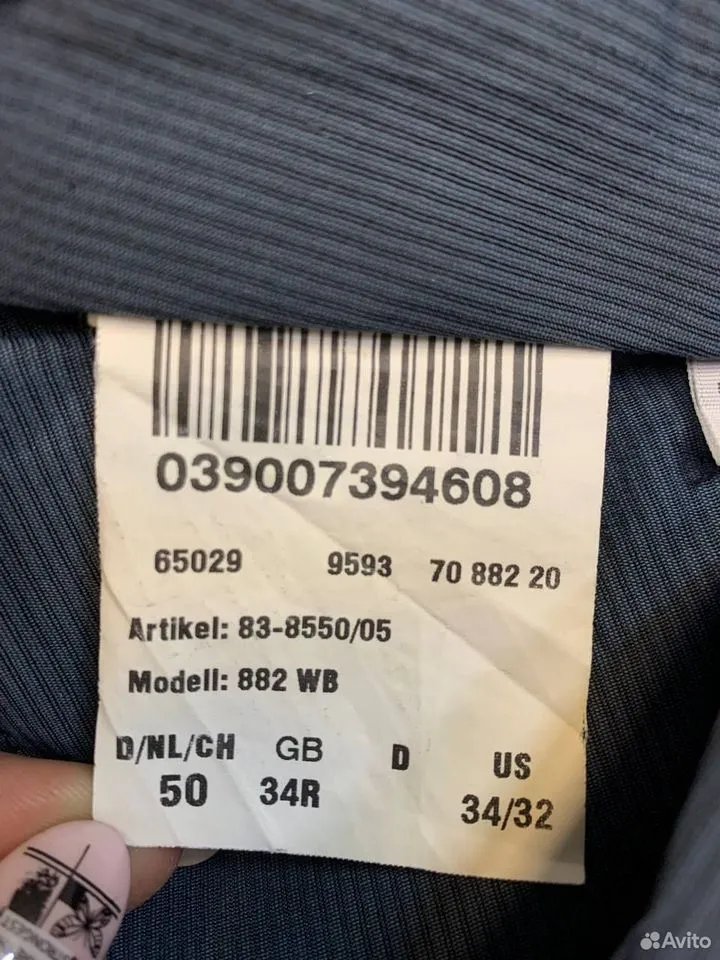 039007394608
65029 9593 70 882 20
Artikel: 83-8550/05
Modell: 882 WB
D/NL/CH GB D US
50 34R 34/32
Avito